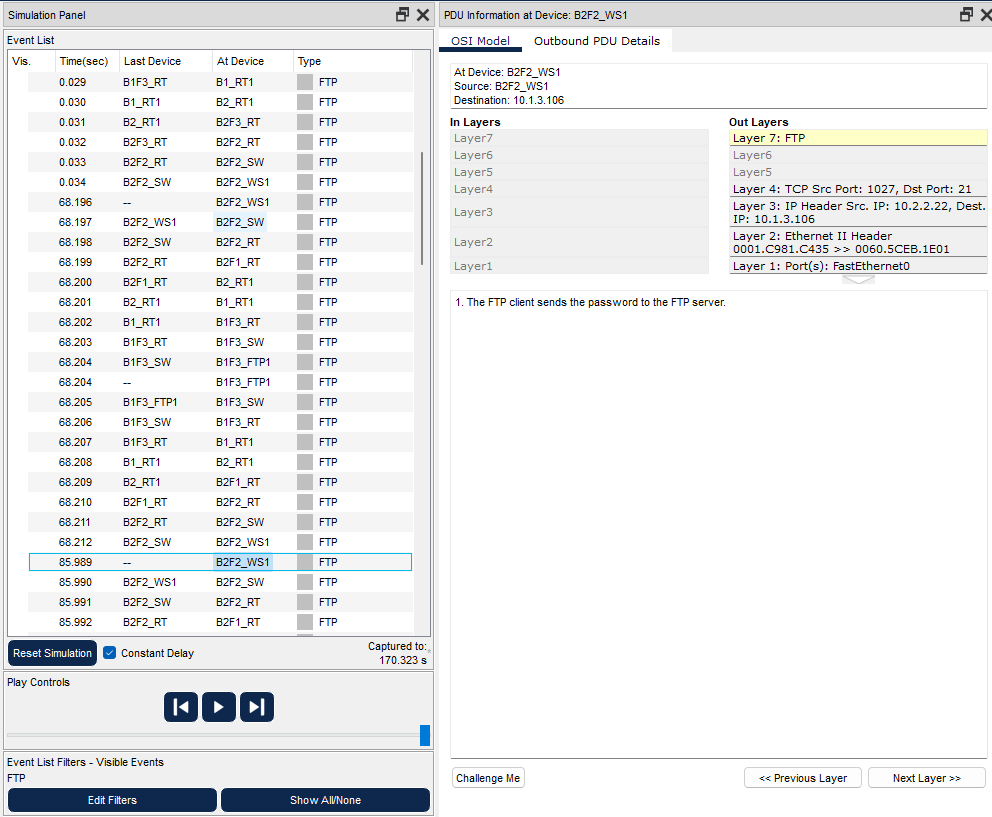 Simulation Panel
Event List
Vis. Time(sec) Last Device At Device Type
0.029 B1F3_RT B1_RT1 FTP
0.030 B1_RT1 B2_RT1 FTP
0.031 B2_RT1 B2F3_RT FTP
0.032 B2F3_RT B2F2_RT FTP
0.033 B2F2_RT B2F2_SW FTP
0.034 B2F2_SW B2F2_WS1 FTP
68.196 -- B2F2_WS1 FTP
68.197 B2F2_WS1 B2F2_SW FTP
68.198 B2F2_SW B2F2_RT FTP
68.199 B2F2_RT B2F1_RT FTP
68.200 B2F1_RT B2_RT1 FTP
68.201 B2_RT1 B1_RT1 FTP
68.202 B1_RT1 B1F3_RT FTP
68.203 B1F3_RT B1F3_SW FTP
68.204 B1F3_SW B1F3_FTP1 FTP
68.204 -- B1F3_FTP1 FTP
68.205 B1F3_FTP1 B1F3_SW FTP
68.206 B1F3_SW B1F3_RT FTP
68.207 B1F3_RT B1_RT1 FTP
68.208 B1_RT1 B2_RT1 FTP
68.209 B2_RT1 B2F1_RT FTP
68.210 B2F1_RT B2F2_RT FTP
68.211 B2F2_RT B2F2_SW FTP
68.212 B2F2_SW B2F2_WS1 FTP
85.989 -- B2F2_WS1 FTP
85.990 B2F2_WS1 B2F2_SW FTP
85.991 B2F2_SW B2F2_RT FTP
85.992 B2F2_RT B2F1_RT FTP
Reset Simulation Constant Delay
Captured to:
170.323 s
Play Controls
Event List Filters - Visible Events
FTP
Edit Filters Show All/None
PDU Information at Device: B2F2_WS1
OSI Model Outbound PDU Details
At Device: B2F2_WS1
Source: B2F2_WS1
Destination: 10.1.3.106
In Layers
Layer7
Layer6
Layer5
Layer4
Layer3
Layer2
Layer1
Out Layers
Layer 7: FTP
Layer6
Layer5
Layer 4: TCP Src Port: 1027, Dst Port: 21
Layer 3: IP Header Src. IP: 10.2.2.22, Dest.
IP: 10.1.3.106
Layer 2: Ethernet II Header
0001.C981.C435 >> 0060.5CEB.1E01
Layer 1: Port(s): FastEthernet0
1. The FTP client sends the password to the FTP server.
Challenge Me << Previous Layer Next Layer >>